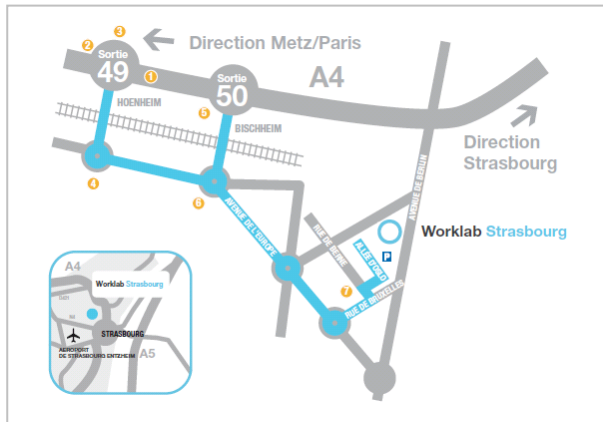 3
2
Direction Metz/Paris
Sortie
49
1
Sortie
50
A4
HOENHEIM
5
BISCHHEIM
Direction
Strasbourg
4
6
AVENUE DE L'EUROPE
RUE DE BERNE
AVENUE DE BERLIN
Worklab Strasbourg
P
ALLÉE D'OSLO
7
RUE DE BRUXELLES
A4
Worklab Strasbourg
STRASBOURG
AÉROPORT
DE STRASBOURG ENTZHEIM
A5